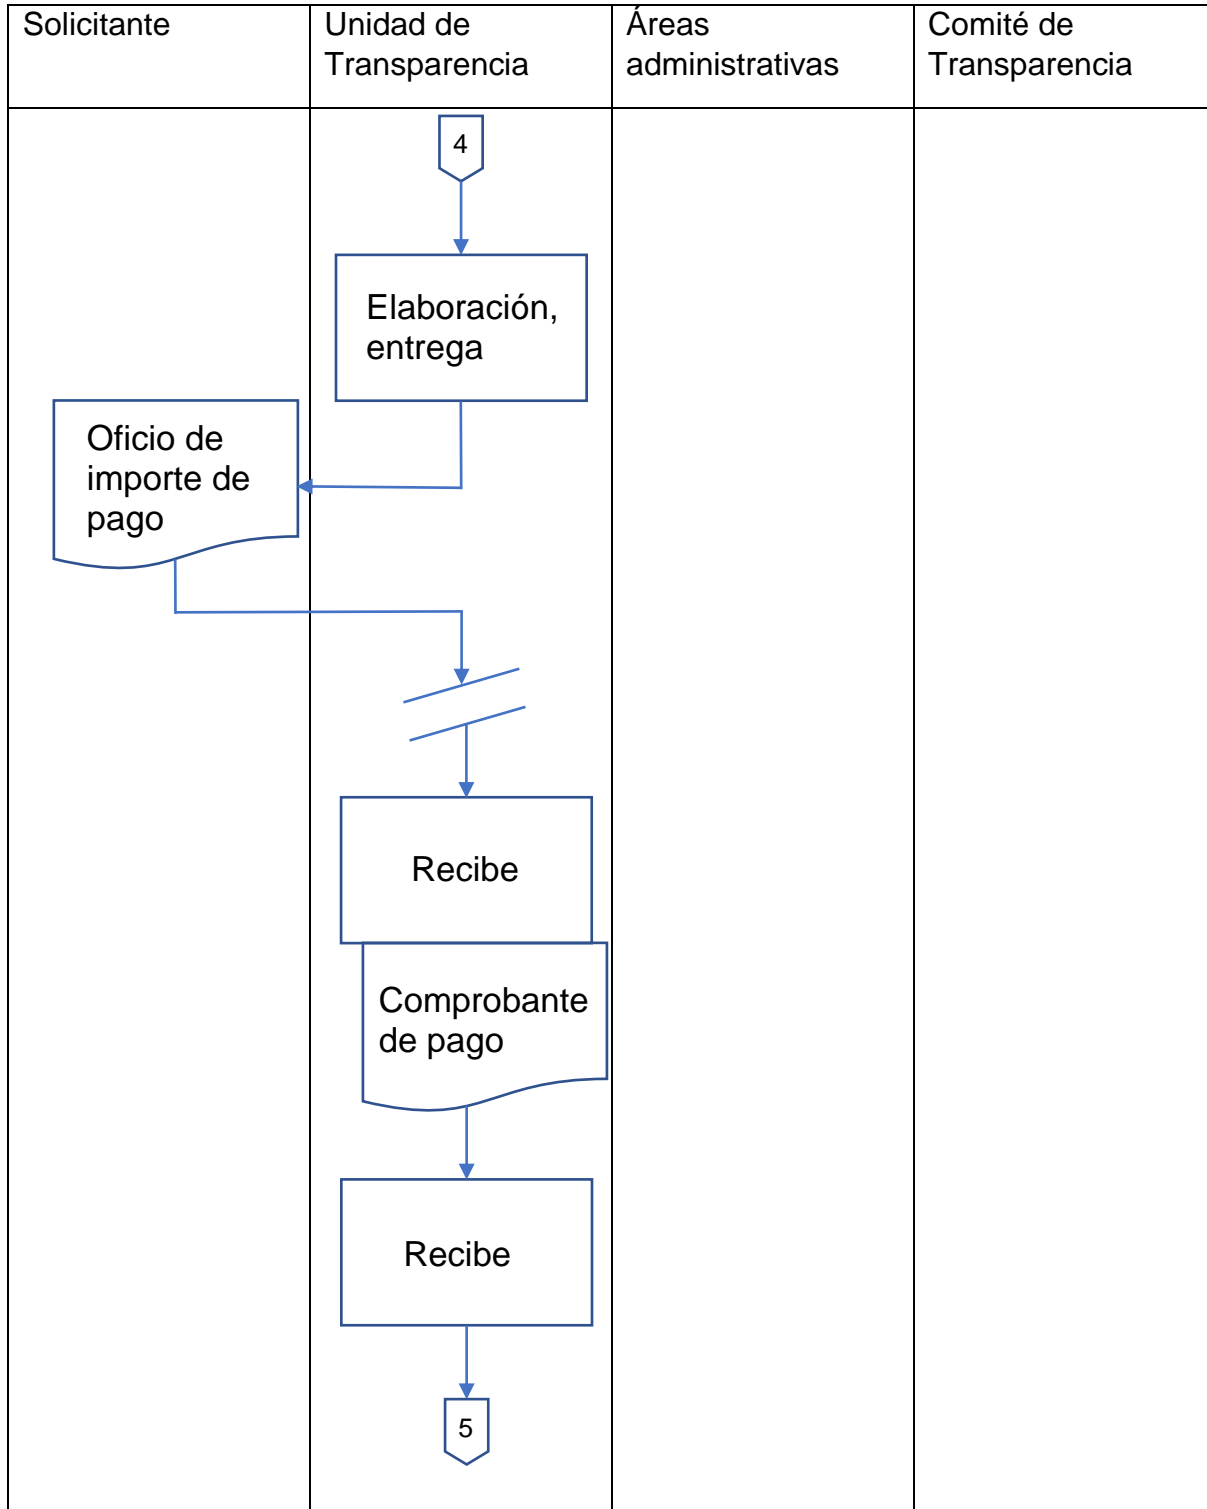 Solicitante
Unidad de
Transparencia
Áreas
administrativas
Comité de
Transparencia
4
Elaboración,
entrega
Oficio de
importe de
pago
Recibe
Comprobante
de pago
Recibe
5